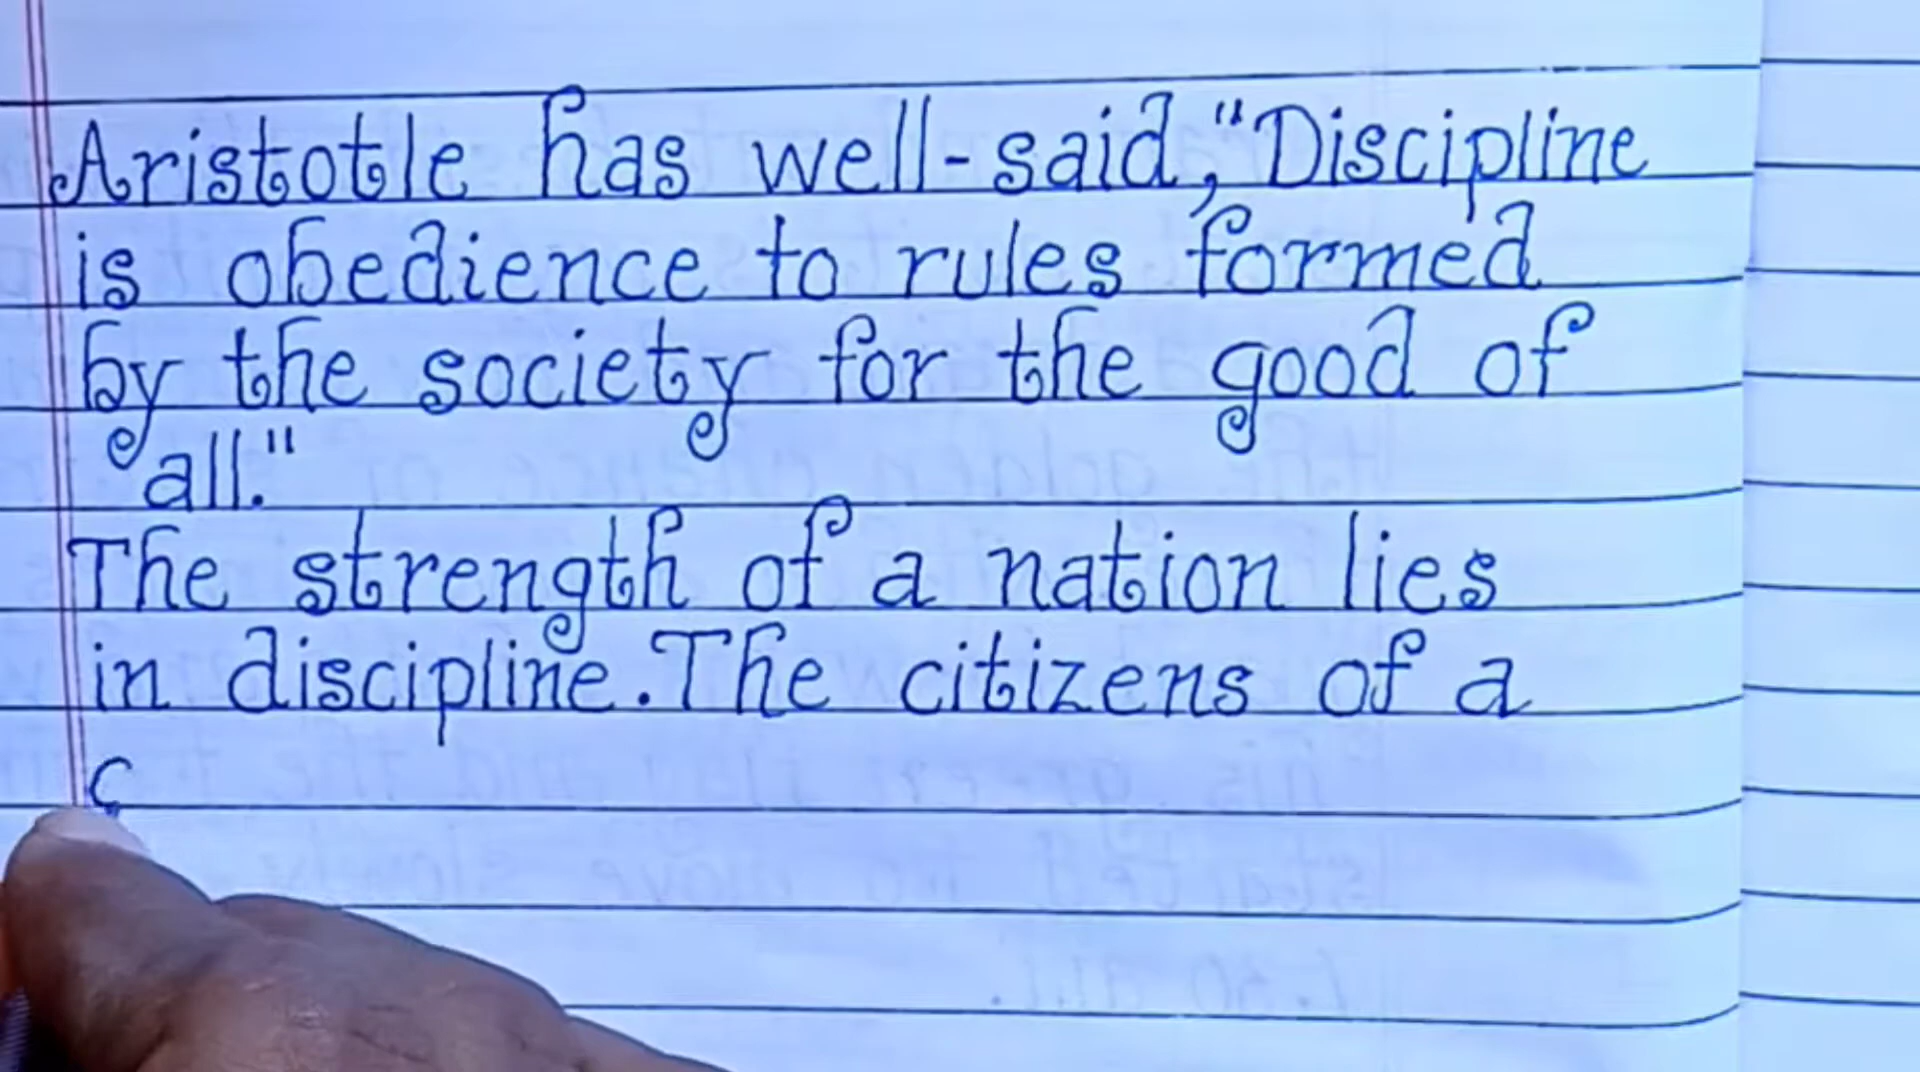 Aristotle has well-said,"Discipline
is obedience to rules formed
by the society for the good of
all."
The strength of a nation lies
in discipline.The citizens of a
c